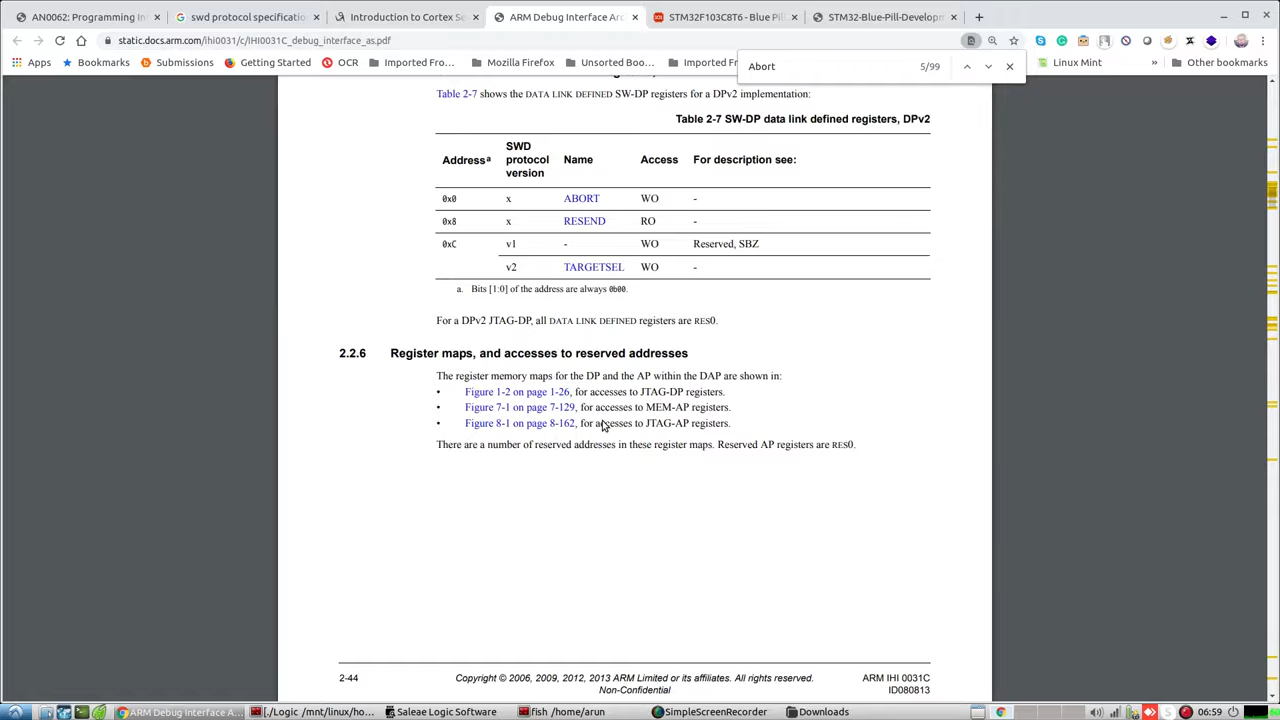 AN0062: Programming In
swd protocol specificatio
Introduction to Cortex Se
ARM Debug Interface Arc
STM32F103C8T6 - Blue Pill
STM32-Blue-Pill-Developm
static.docs.arm.com/ihi0031/c/IHI0031C_debug_interface_as.pdf
Apps
Bookmarks
Submissions
Getting Started
OCR
Imported Fro...
Mozilla Firefox
Unsorted Boo...
Imported Fr
Linux Mint
»
Other bookmarks
Abort
5/99
Table 2-7 shows the DATA LINK DEFINED SW-DP registers for a DPv2 implementation:
Table 2-7 SW-DP data link defined registers, DPv2
Address a
SWD
protocol
version
Name
Access
For description see:
0x0 x ABORT WO -
0x8 x RESEND RO -
0xC v1 - WO Reserved, SBZ
v2 TARGETSEL WO -
a. Bits [1:0] of the address are always 0b00.
For a DPv2 JTAG-DP, all DATA LINK DEFINED registers are RES0.
2.2.6 Register maps, and accesses to reserved addresses
The register memory maps for the DP and the AP within the DAP are shown in:
• Figure 1-2 on page 1-26, for accesses to JTAG-DP registers.
• Figure 7-1 on page 7-129, for accesses to MEM-AP registers.
• Figure 8-1 on page 8-162, for accesses to JTAG-AP registers.
There are a number of reserved addresses in these register maps. Reserved AP registers are RES0.
2-44
Copyright © 2006, 2009, 2012, 2013 ARM Limited or its affiliates. All rights reserved.
Non-Confidential
ARM IHI 0031C
ID080813
ARM Debug Interface A...
[./Logic /mnt/linux/ho...
Saleae Logic Software
fish /home/arun
SimpleScreenRecorder
Downloads
06:59